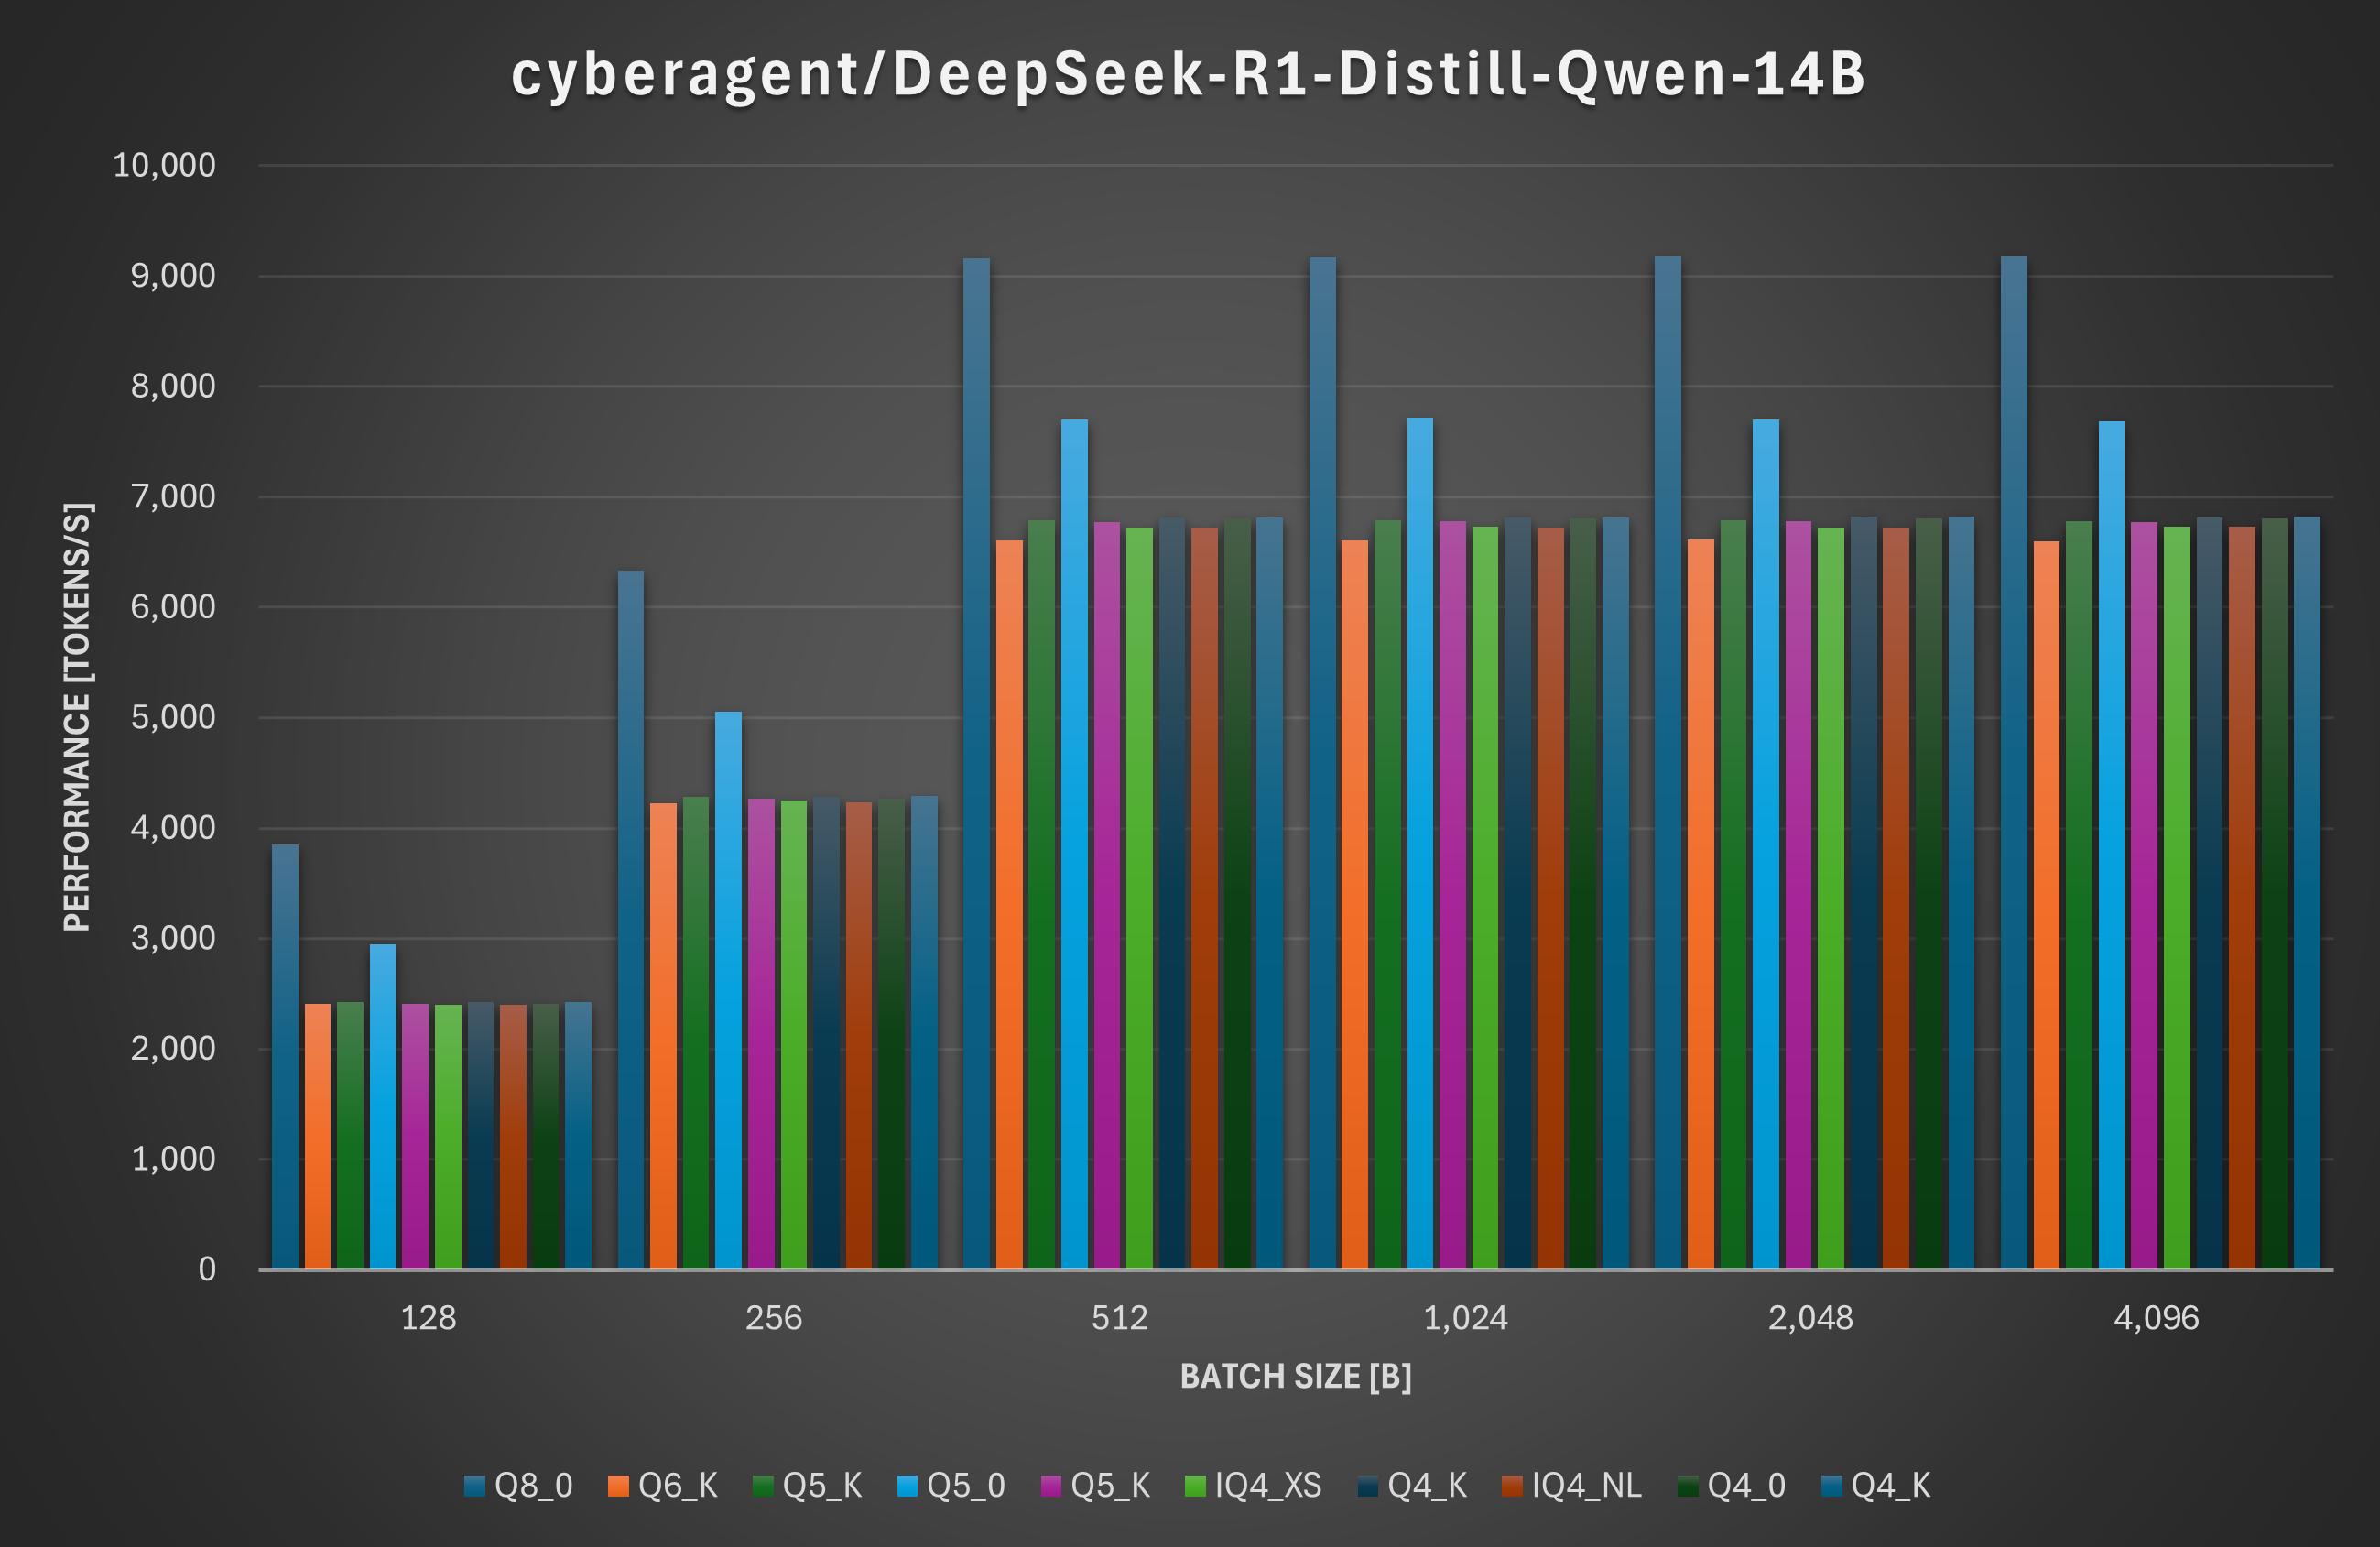 cyberagent/DeepSeek-R1-Distill-Qwen-14B
10,000
9,000
8,000
7,000
6,000
5,000
4,000
3,000
2,000
1,000
0
PERFORMANCE [TOKENS/S]
128 256 512 1,024 2,048 4,096
BATCH SIZE [B]
Q8_0 Q6_K Q5_K Q5_0 Q5_K IQ4_XS Q4_K IQ4_NL Q4_0 Q4_K